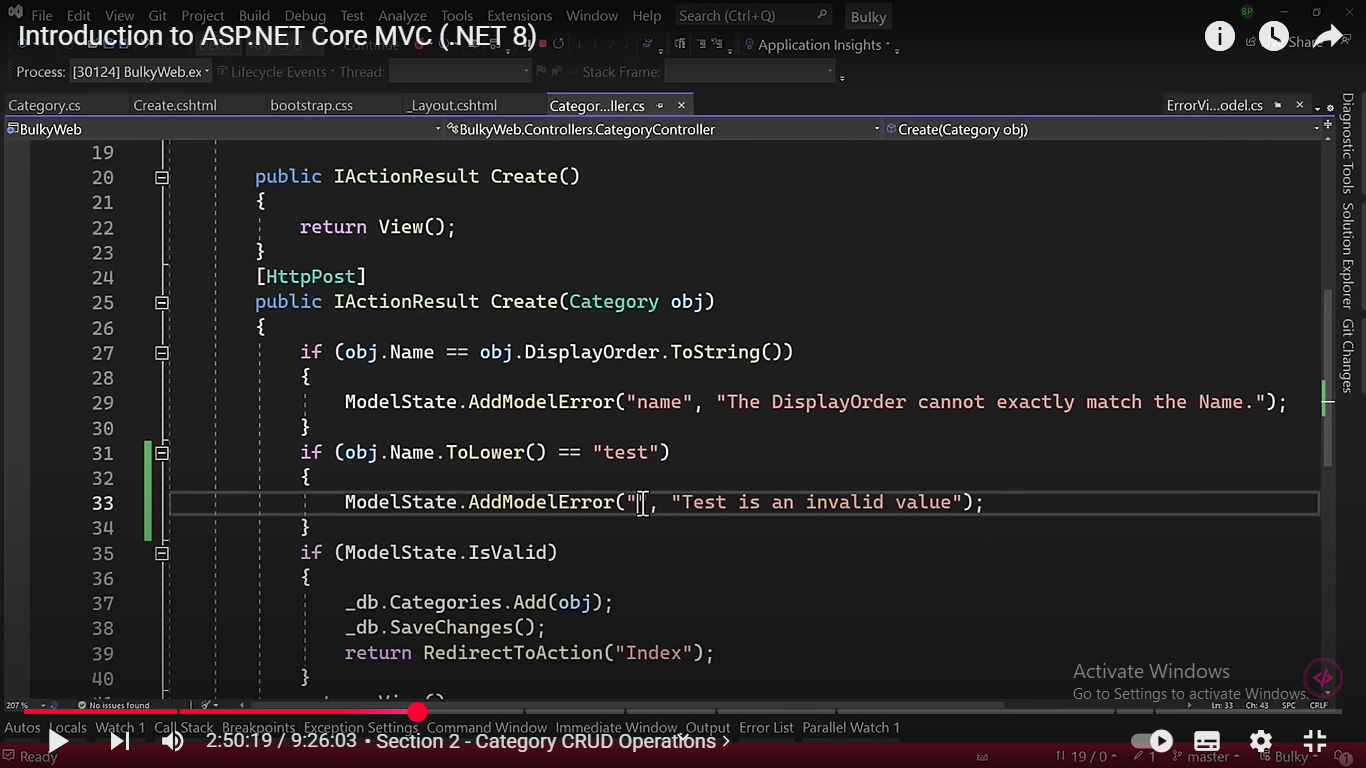 File Edit View Git Project Build Debug Test Analyze Tools Extensions Window Help Search (Ctrl+Q) Bulky BP
Introduction to ASP.NET Core MVC (.NET 8)
Application Insights
Share
Process: [30124] BulkyWeb.ex Lifecycle Events Thread: Stack Frame:
Category.cs Create.cshtml bootstrap.css _Layout.cshtml Categor...ller.cs ErrorVi...odel.cs
BulkyWeb BulkyWeb.Controllers.CategoryController Create(Category obj)
19
20 public IActionResult Create()
21 {
22 return View();
23 }
24 [HttpPost]
25 public IActionResult Create(Category obj)
26 {
27 if (obj.Name == obj.DisplayOrder.ToString())
28 {
29 ModelState.AddModelError("name", "The DisplayOrder cannot exactly match the Name.");
30 }
31 if (obj.Name.ToLower() == "test")
32 {
33 ModelState.AddModelError("", "Test is an invalid value");
34 }
35 if (ModelState.IsValid)
36 {
37 _db.Categories.Add(obj);
38 _db.SaveChanges();
39 return RedirectToAction("Index");
40 }
Diagnostic Tools
Solution Explorer
Git Changes
Activate Windows
Go to Settings to activate Windows.
207 % No issues found Ln: 33 Ch: 43 SPC CRLF
Autos Locals Watch 1 Call Stack Breakpoints Exception Settings Command Window Immediate Window Output Error List Parallel Watch 1
2:50:19 / 9:26:03 • Section 2 - Category CRUD Operations
Ready 19 / 0 1 master Bulky 1